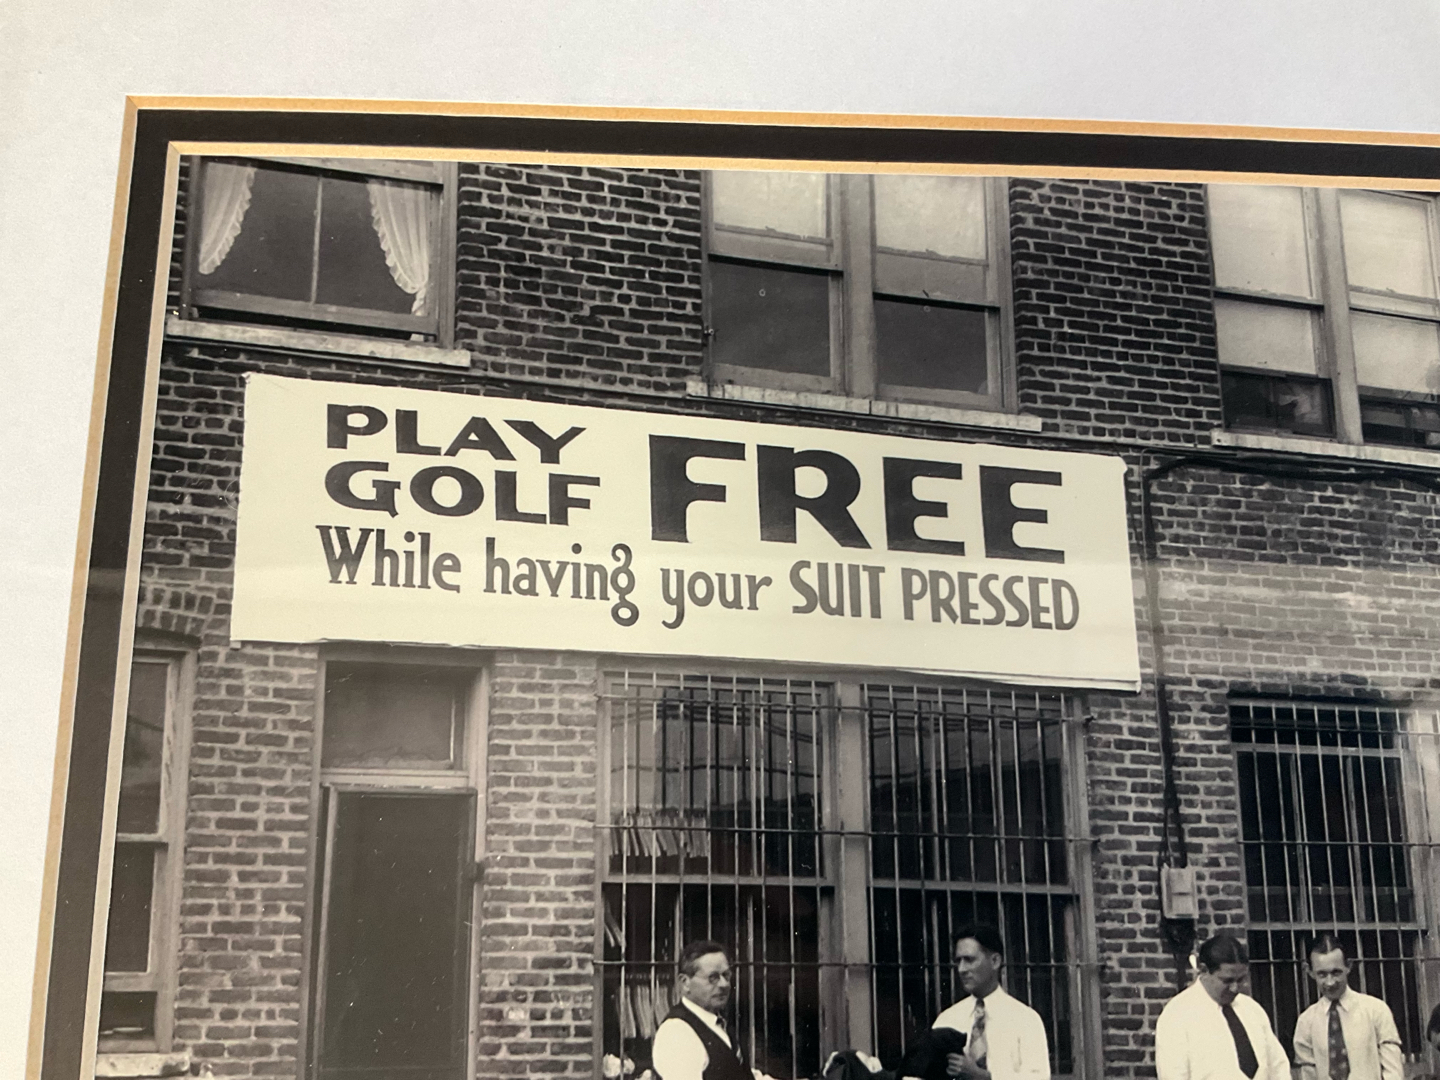 PLAY
GOLF FREE
While having your SUIT PRESSED